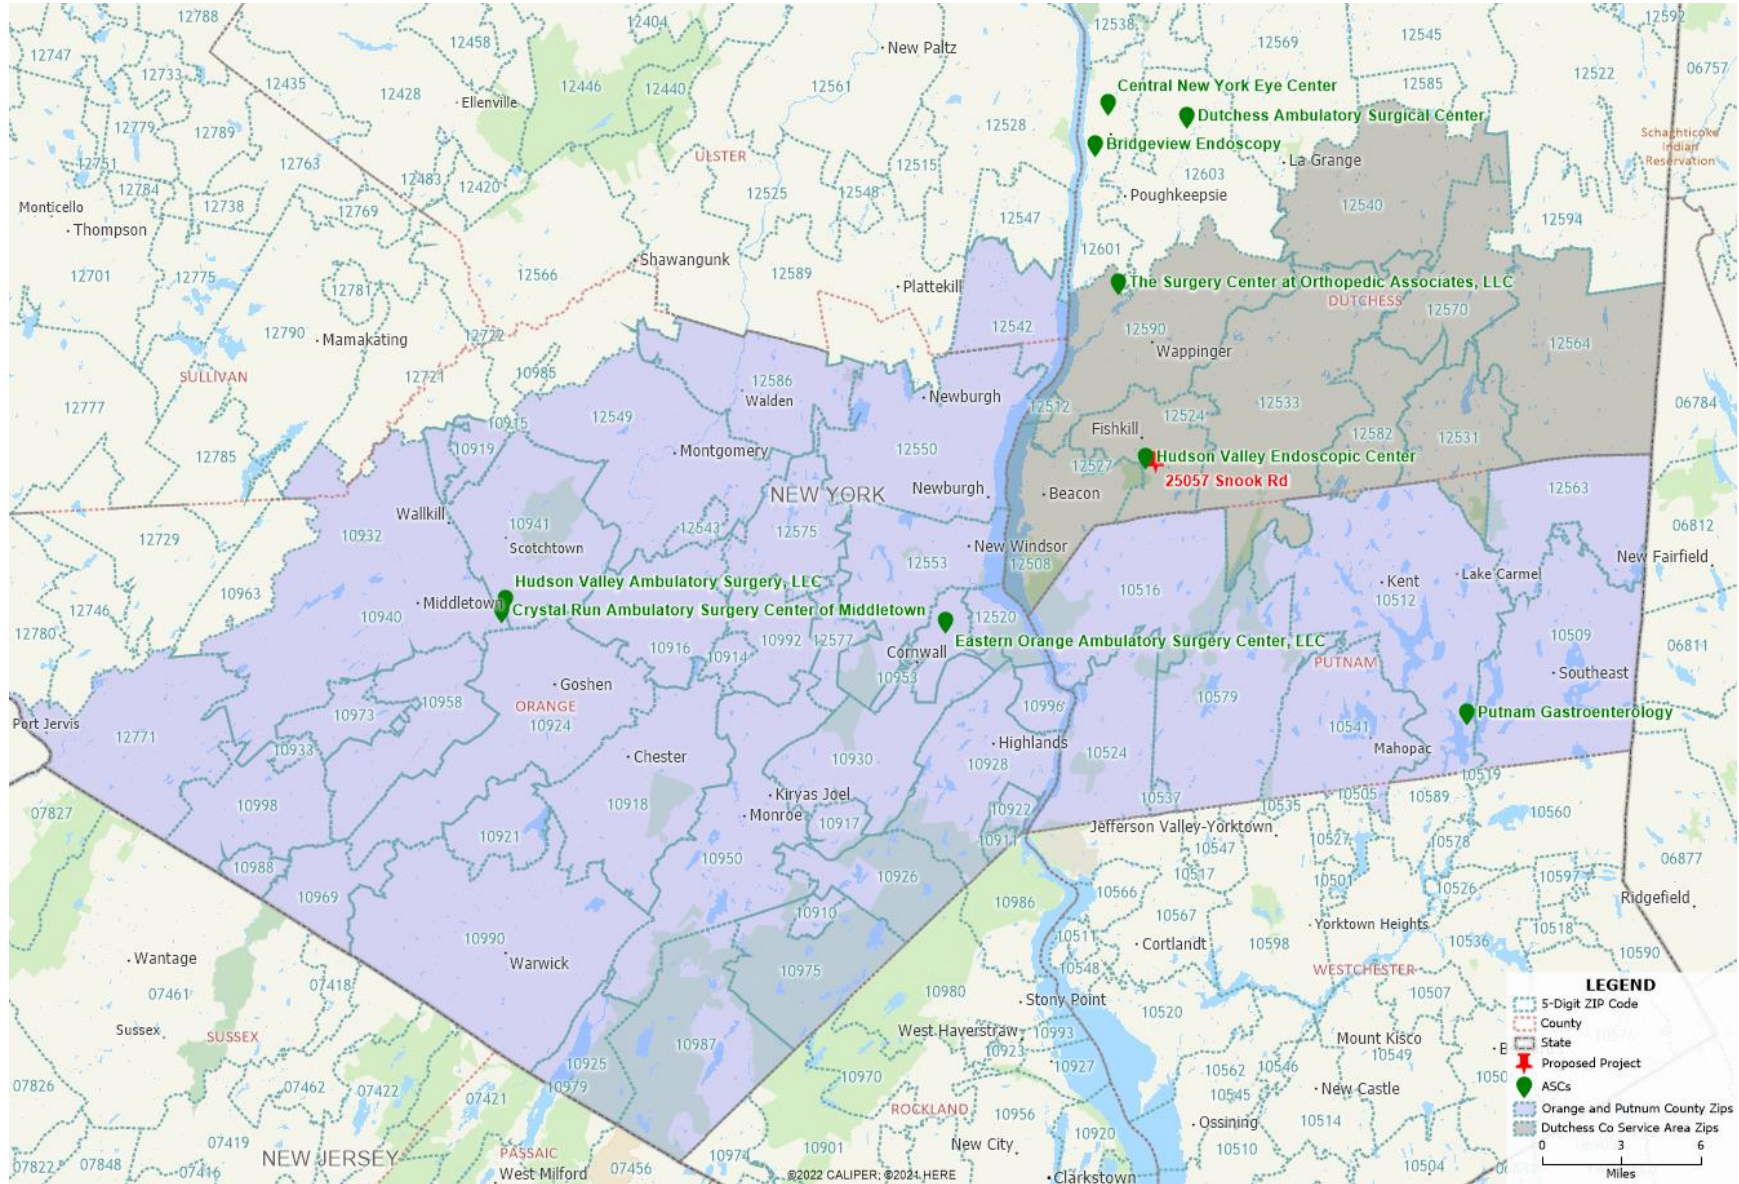 12788
12404
12538
12592
12747
12458
New Paltz
12569
12545
12733
12435
12428
12446
12440
12561
12585
12522
06757
Ellenville
Central New York Eye Center
12779
12789
12528
Dutchess Ambulatory Surgical Center
Schaghticoke
Indian
Reservation
Bridgeview Endoscopy
12751
12763
ULSTER
12515
La Grange
12784
12483
12420
12603
12525
12548
Poughkeepsie
Monticello
12738
12769
12540
12594
Thompson
12547
12601
Shawangunk
12701
12775
12566
12589
12781
Plattekill
The Surgery Center at Orthopedic Associates, LLC
DUTCHESS
12570
12790
12722
12542
12590
Mamakating
Wappinger
12564
SULLIVAN
12721
10985
12586
Walden
Newburgh
12777
12549
12512
12533
06784
12524
10915
Fishkill
10919
12582
12531
12785
Montgomery
12550
Hudson Valley Endoscopic Center
12527
25057 Snook Rd
NEW YORK
Newburgh
Beacon
12563
Wallkill
10941
12543
12575
06812
10932
12729
Scotchtown
New Windsor
New Fairfield
12553
12508
Lake Carmel
Kent
10963
Hudson Valley Ambulatory Surgery, LLC
10516
10512
Middletown
Crystal Run Ambulatory Surgery Center of Middletown
12746
10940
12520
12780
10992
12577
Eastern Orange Ambulatory Surgery Center, LLC
10509
06811
10916
10914
Cornwall
PUTNAM
Goshen
10953
Southeast
10958
10579
ORANGE
10996
Putnam Gastroenterology
10973
10924
10541
Port Jervis
12771
Highlands
Mahopac
10933
Chester
10930
10928
10524
10519
Kiryas Joel
10537
10505
10589
10998
10918
10535
10560
07827
Monroe
10922
10917
Jefferson Valley-Yorktown
10921
10911
10527
10578
10547
10988
10950
06877
10926
10517
10597
10969
10501
10526
10566
Ridgefield
10986
10910
10567
10518
Yorktown Heights
10990
10511
10598
10536
Cortlandt
10590
Wantage
Warwick
10548
10975
WESTCHESTER
07461
07418
10980
10507
Stony Point
10520
Sussex
SUSSEX
West Haverstraw
10993
Mount Kisco
10987
10923
10549
10925
10927
10562
10546
10970
07826
07462
07422
10979
New Castle
07421
10545
ROCKLAND
10956
Ossining
10514
10920
07419
PASSAIC
10901
New City
10510
10974
07822
07848
07416
NEW JERSEY
West Milford
07456
©2022 CALIPER; ©2021 HERE
Clarkstown
10504
LEGEND
5-Digit ZIP Code
County
State
Proposed Project
ASCs
Orange and Putnum County Zips
Dutchess Co Service Area Zips
0 3 6
Miles